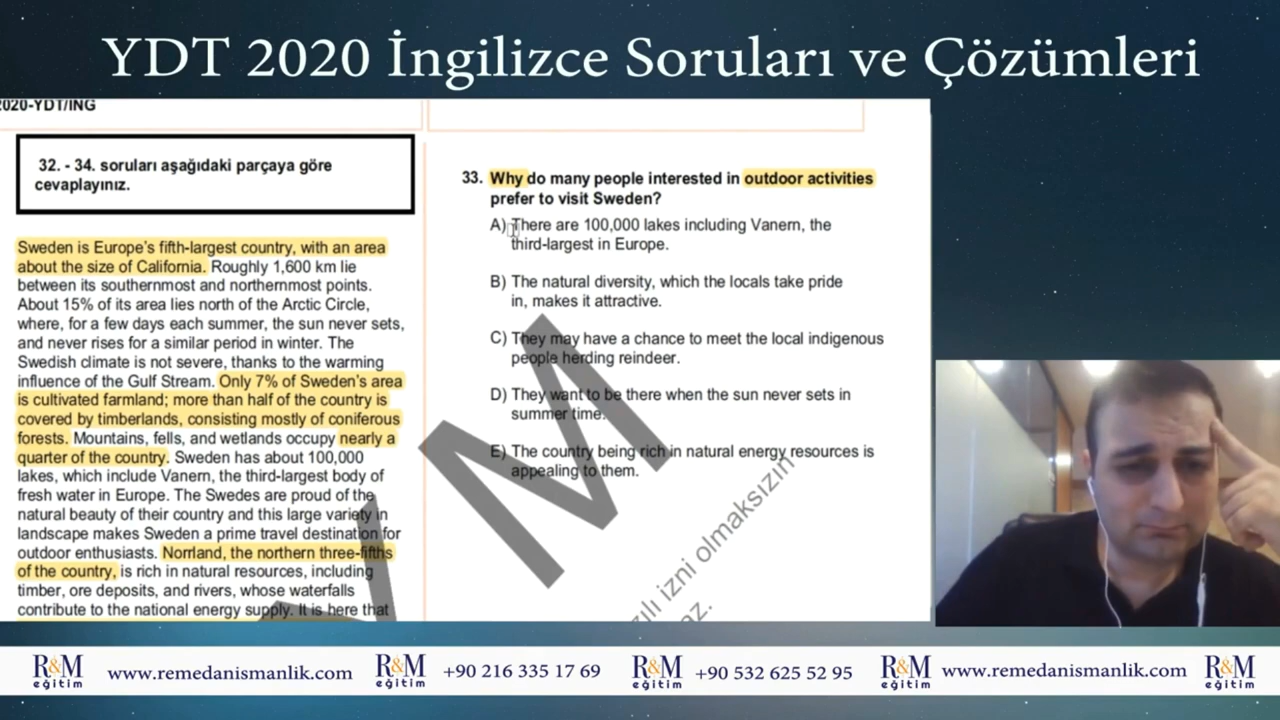 YDT 2020 İngilizce Soruları ve Çözümleri
2020-YDT/İNG
32. - 34. soruları aşağıdaki parçaya göre
cevaplayınız.
Sweden is Europe's fifth-largest country, with an area
about the size of California. Roughly 1,600 km lie
between its southernmost and northernmost points.
About 15% of its area lies north of the Arctic Circle,
where, for a few days each summer, the sun never sets,
and never rises for a similar period in winter. The
Swedish climate is not severe, thanks to the warming
influence of the Gulf Stream. Only 7% of Sweden's area
is cultivated farmland; more than half of the country is
covered by timberlands, consisting mostly of coniferous
forests. Mountains, fells, and wetlands occupy nearly a
quarter of the country. Sweden has about 100,000
lakes, which include Vanern, the third-largest body of
fresh water in Europe. The Swedes are proud of the
natural beauty of their country and this large variety in
landscape makes Sweden a prime travel destination for
outdoor enthusiasts. Norrland, the northern three-fifths
of the country, is rich in natural resources, including
timber, ore deposits, and rivers, whose waterfalls
contribute to the national energy supply. It is here that
33. Why do many people interested in outdoor activities
prefer to visit Sweden?
A) There are 100,000 lakes including Vanern, the
third-largest in Europe.
B) The natural diversity, which the locals take pride
in, makes it attractive.
C) They may have a chance to meet the local indigenous
people herding reindeer.
D) They want to be there when the sun never sets in
summer time.
E) The country being rich in natural energy resources is
appealing to them.
M
izni olmaksızın
R&M eğitim www.remedanismanlik.com R&M eğitim +90 216 335 17 69 R&M eğitim +90 532 625 52 95 R&M eğitim www.remedanismanlik.com R&M eğitim